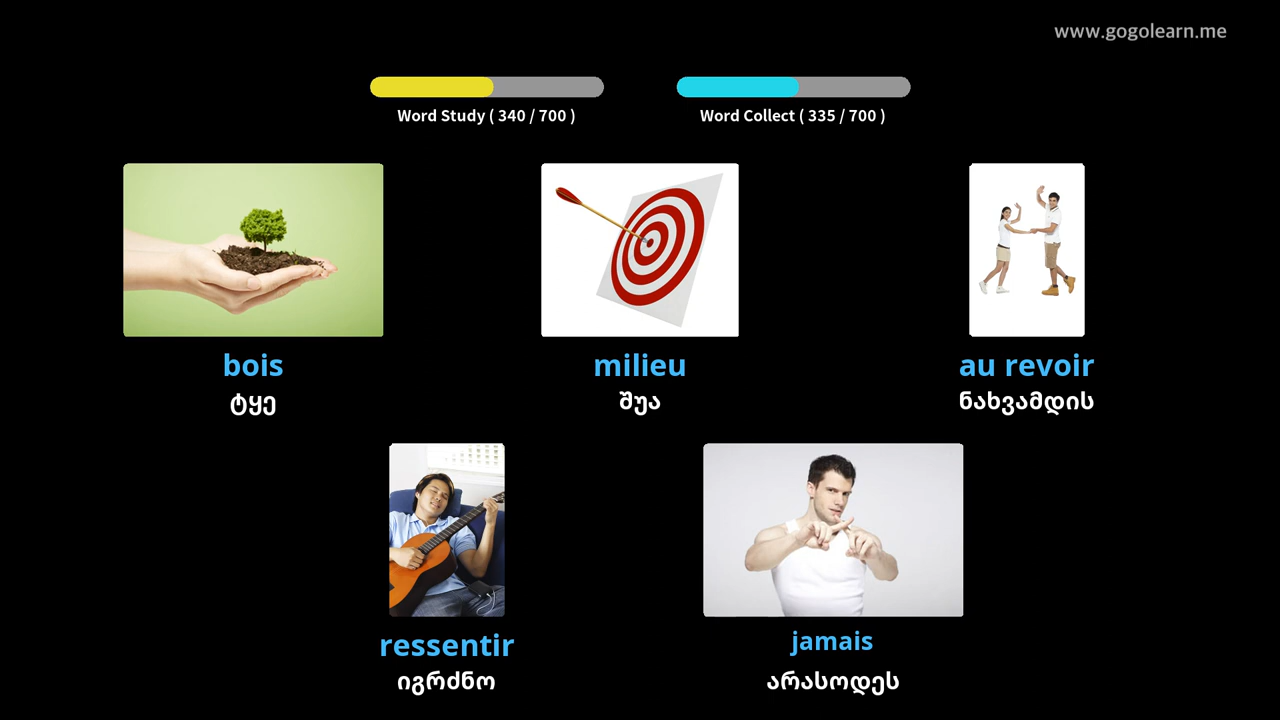 www.gogolearn.me
Word Study ( 340 / 700 )
Word Collect ( 335 / 700 )
bois
ტყე
milieu
შუა
au revoir
ნახვამდის
ressentir
იგრძნო
jamais
არასოდეს